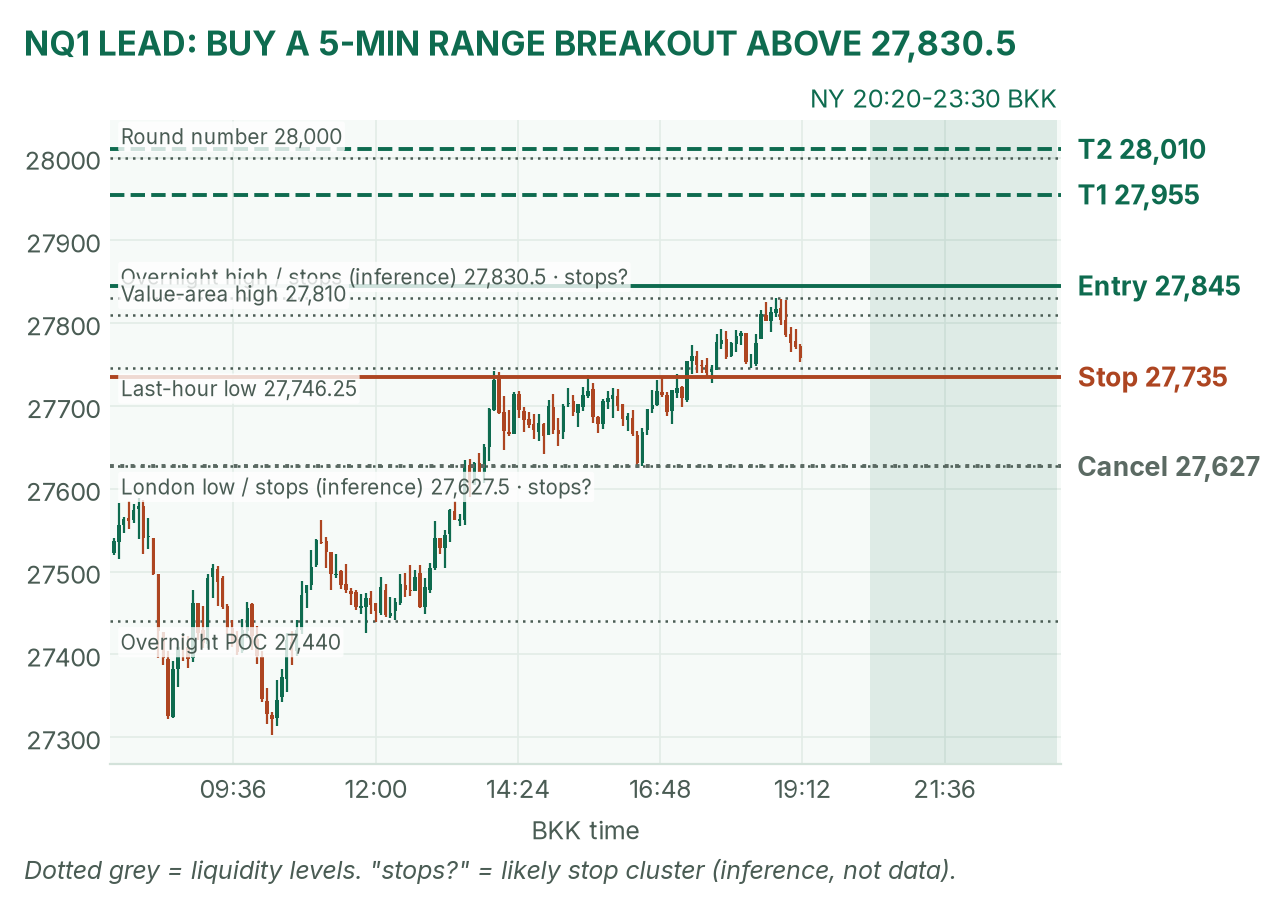 NQ1 LEAD: BUY A 5-MIN RANGE BREAKOUT ABOVE 27,830.5
NY 20:20-23:30 BKK
Round number 28,000
T2 28,010
28000
T1 27,955
27900
Overnight high / stops (inference) 27,830.5 · stops?
Entry 27,845
Value-area high 27,810
27800
Stop 27,735
Last-hour low 27,746.25
27700
Cancel 27,627
London low / stops (inference) 27,627.5 · stops?
27600
27500
Overnight POC 27,440
27400
27300
09:36 12:00 14:24 16:48 19:12 21:36
BKK time
Dotted grey = liquidity levels. "stops?" = likely stop cluster (inference, not data).